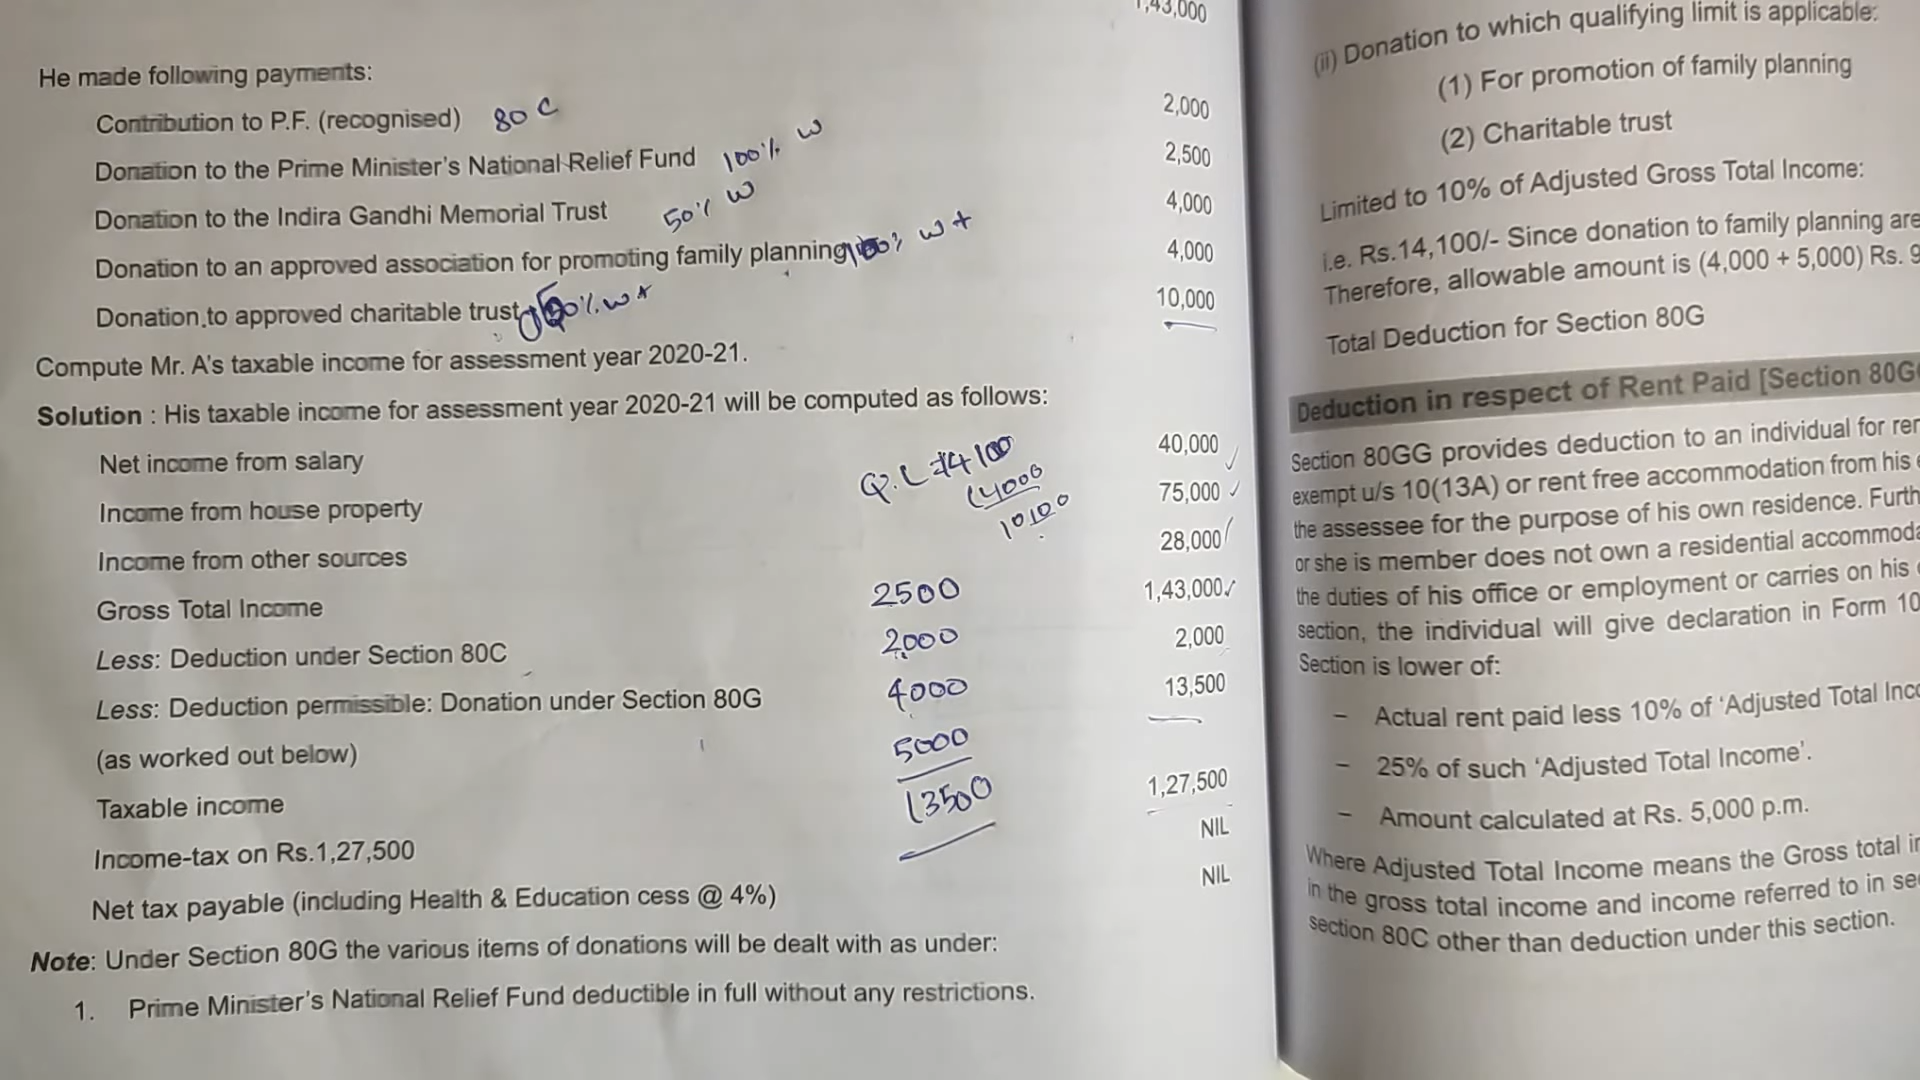 1,43,000
He made following payments:
Contribution to P.F. (recognised) 80 C 2,000
Donation to the Prime Minister's National Relief Fund 100% W 2,500
Donation to the Indira Gandhi Memorial Trust 50% W 4,000
Donation to an approved association for promoting family planning 100% W+ 4,000
Donation to approved charitable trust 50% W+ 10,000
Compute Mr. A's taxable income for assessment year 2020-21.
Solution : His taxable income for assessment year 2020-21 will be computed as follows:
Net income from salary Q.L 14100 40,000
(4000
Income from house property 10100 75,000
Income from other sources 28,000
Gross Total Income 2500 1,43,000
Less: Deduction under Section 80C 2000 2,000
Less: Deduction permissible: Donation under Section 80G 4000 13,500
(as worked out below) 5000
Taxable income 13500 1,27,500
Income-tax on Rs.1,27,500 NIL
Net tax payable (including Health & Education cess @ 4%) NIL
Note: Under Section 80G the various items of donations will be dealt with as under:
1. Prime Minister's National Relief Fund deductible in full without any restrictions.
(ii) Donation to which qualifying limit is applicable:
(1) For promotion of family planning
(2) Charitable trust
Limited to 10% of Adjusted Gross Total Income:
i.e. Rs.14,100/- Since donation to family planning are
Therefore, allowable amount is (4,000 + 5,000) Rs. 9
Total Deduction for Section 80G
Deduction in respect of Rent Paid [Section 80G
Section 80GG provides deduction to an individual for
exempt u/s 10(13A) or rent free accommodation from his
the assessee for the purpose of his own residence.
or she is member does not own a residential
the duties of his office or employment or carries on his
section, the individual will give declaration in Form 10
Section is lower of:
– Actual rent paid less 10% of 'Adjusted Total
– 25% of such 'Adjusted Total Income'.
– Amount calculated at Rs. 5,000 p.m.
Where Adjusted Total Income means the Gross total
in the gross total income and income referred to in
section 80C other than deduction under this section.